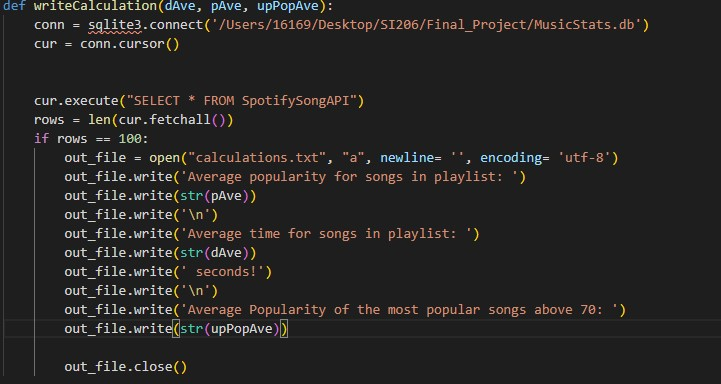 def writeCalculation(dAve, pAve, upPopAve):
    conn = sqlite3.connect('/Users/16169/Desktop/SI206/Final_Project/MusicStats.db')
    cur = conn.cursor()
    cur.execute("SELECT * FROM SpotifySongAPI")
    rows = len(cur.fetchall())
    if rows == 100:
        out_file = open("calculations.txt", "a", newline= '', encoding= 'utf-8')
        out_file.write('Average popularity for songs in playlist: ')
        out_file.write(str(pAve))
        out_file.write('\n')
        out_file.write('Average time for songs in playlist: ')
        out_file.write(str(dAve))
        out_file.write(' seconds!')
        out_file.write('\n')
        out_file.write('Average Popularity of the most popular songs above 70: ')
        out_file.write(str(upPopAve))
        out_file.close()